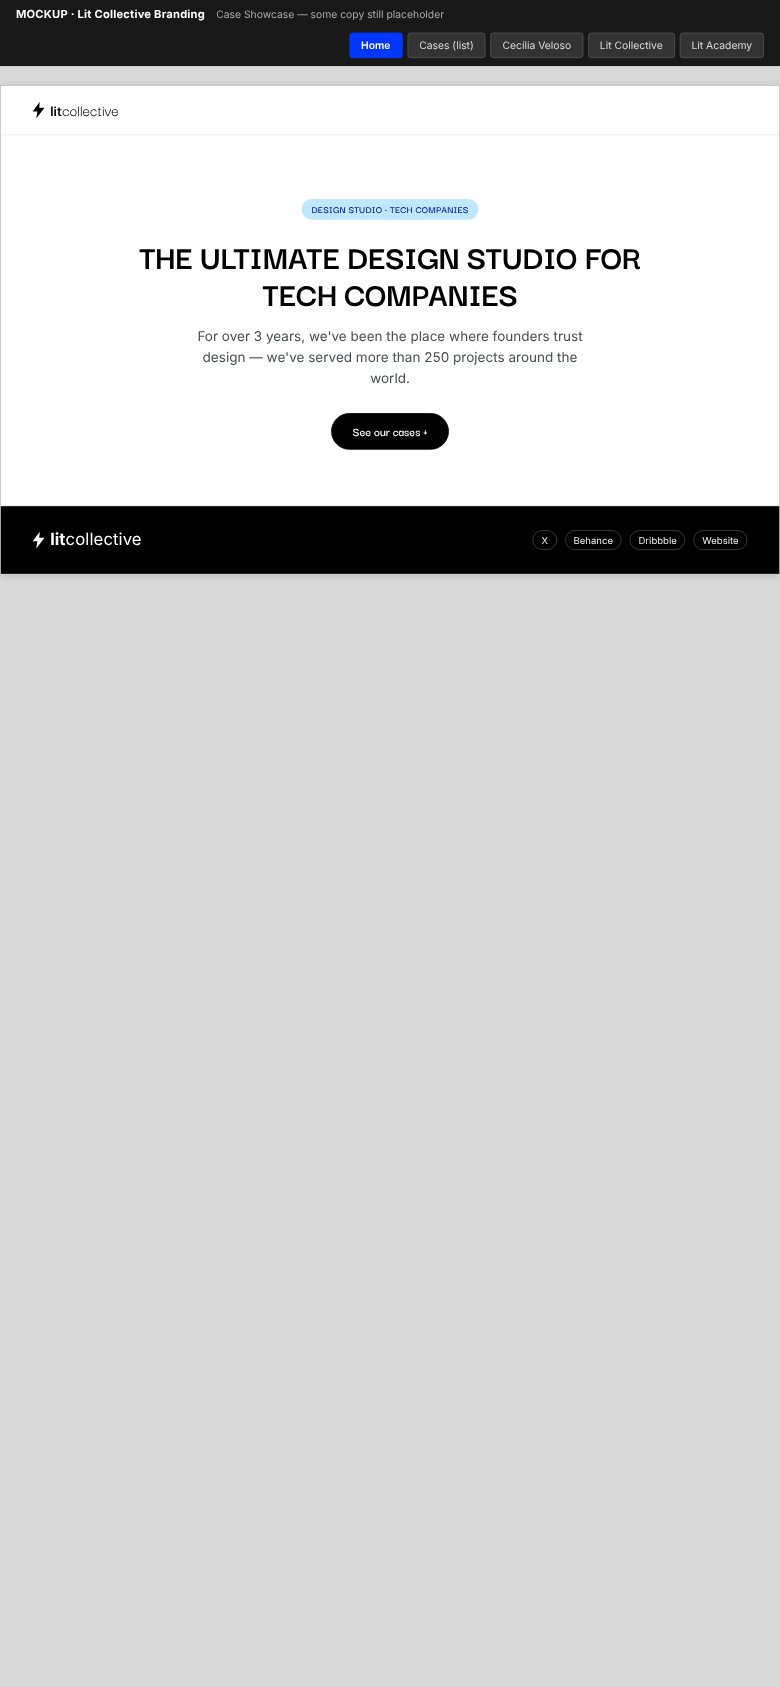 MOCKUP · Lit Collective Branding Case Showcase — some copy still placeholder
Home Cases (list) Cecília Veloso Lit Collective Lit Academy
litcollective
DESIGN STUDIO · TECH COMPANIES
THE ULTIMATE DESIGN STUDIO FOR
TECH COMPANIES
For over 3 years, we've been the place where founders trust
design — we've served more than 250 projects around the
world.
See our cases
litcollective
X Behance Dribbble Website